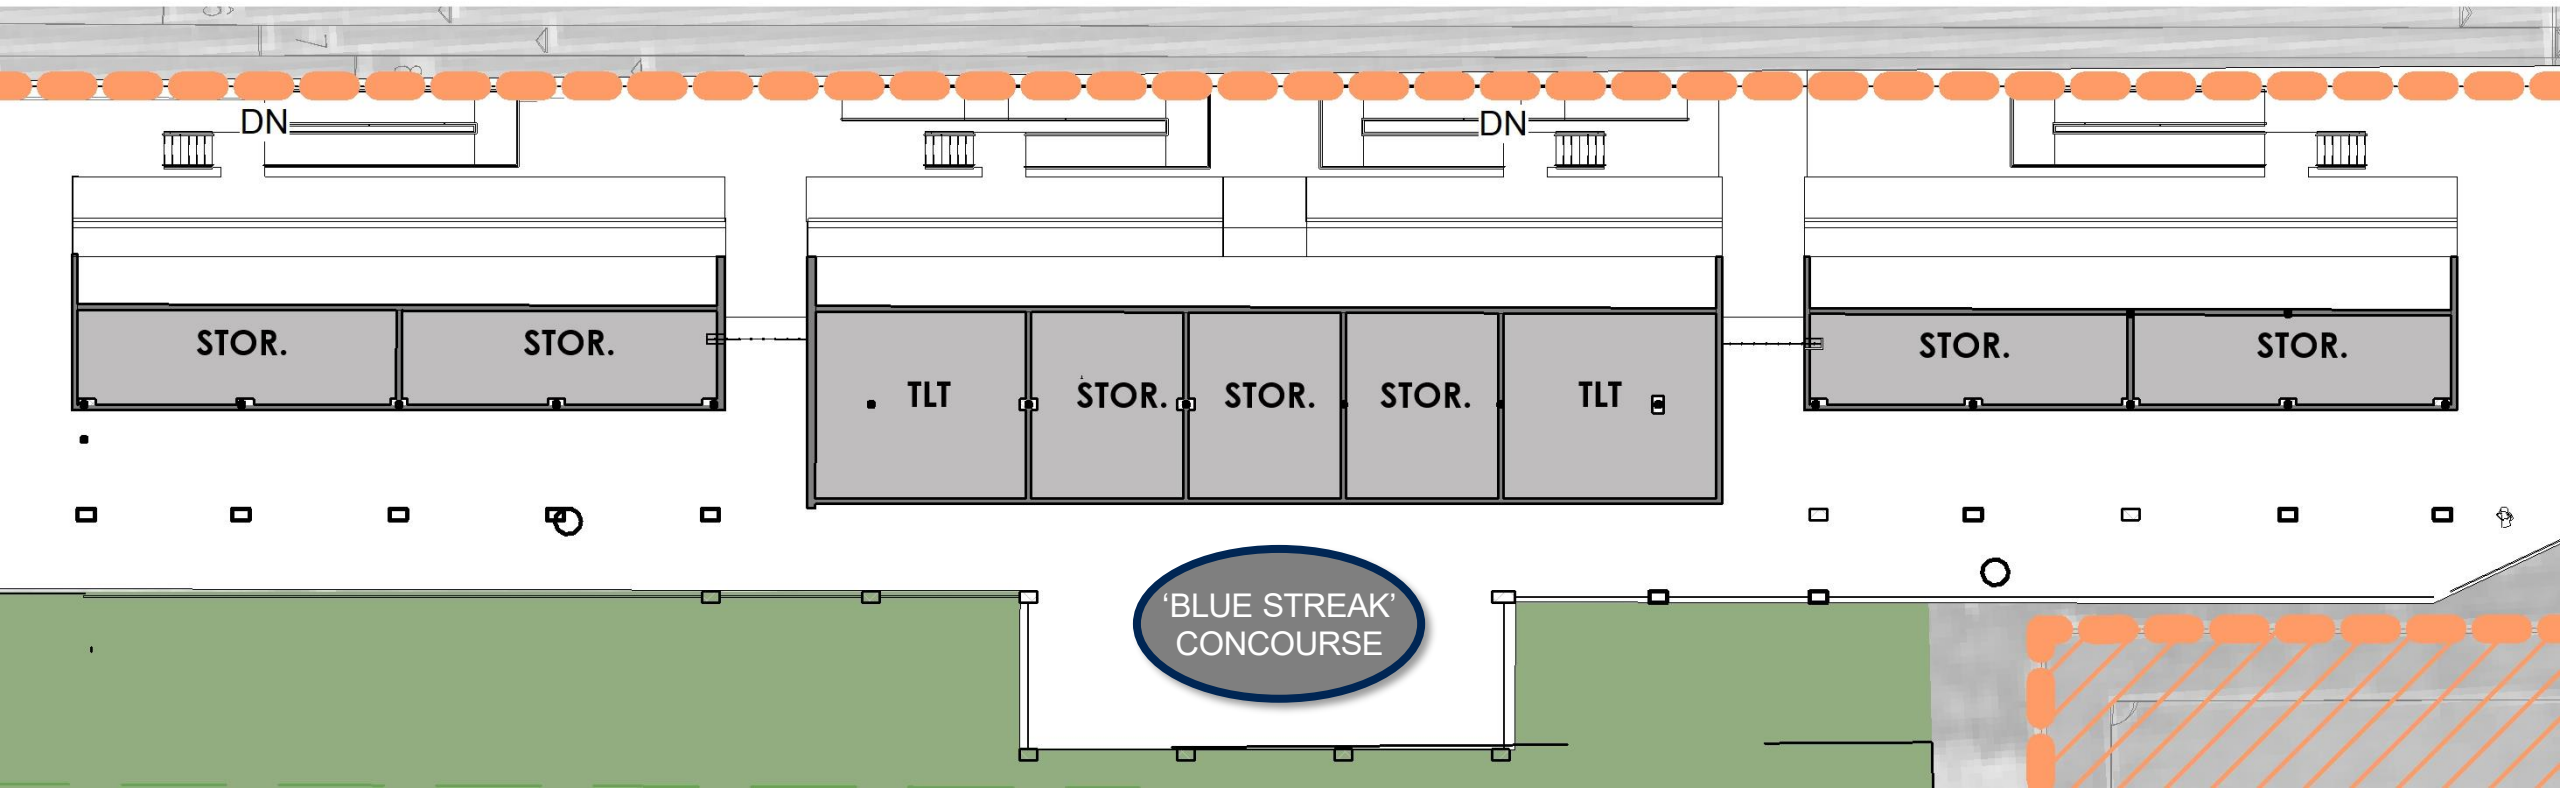 DN
DN
STOR.
STOR.
TLT
STOR.
STOR.
STOR.
TLT
STOR.
STOR.
‘BLUE STREAK’
CONCOURSE